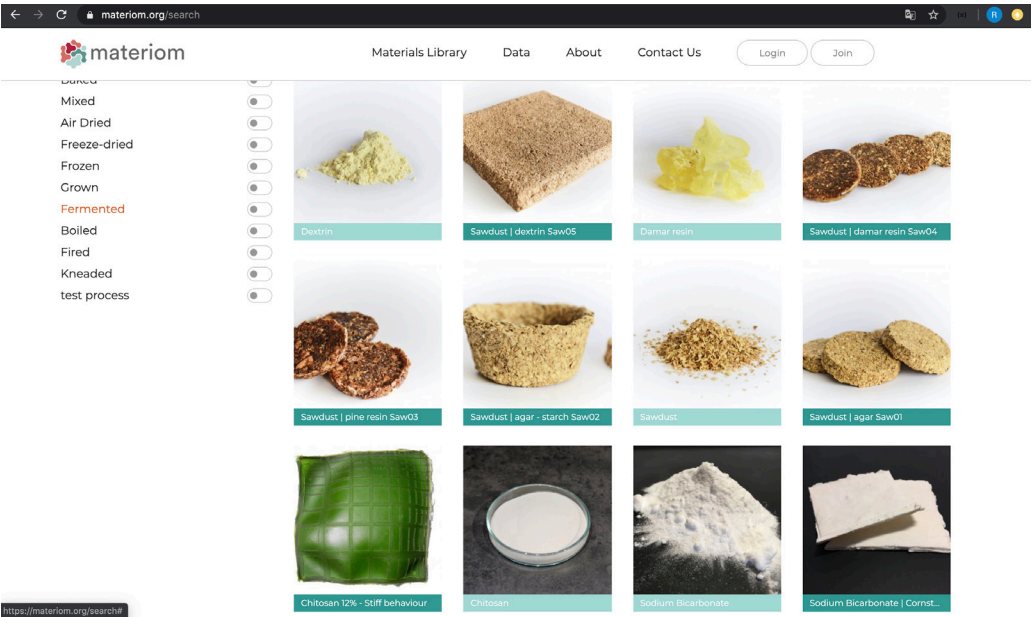 materiom.org/search
materiom
Materials Library Data About Contact Us Login Join
Baked
Mixed
Air Dried
Freeze-dried
Frozen
Grown
Fermented
Boiled
Fired
Kneaded
test process
Dextrin
Sawdust | dextrin Saw05
Damar resin
Sawdust | damar resin Saw04
Sawdust | pine resin Saw03
Sawdust | agar - starch Saw02
Sawdust
Sawdust | agar Saw01
Chitosan 12% - Stiff behaviour
Chitosan
Sodium Bicarbonate
Sodium Bicarbonate | Cornst...
https://materiom.org/search#